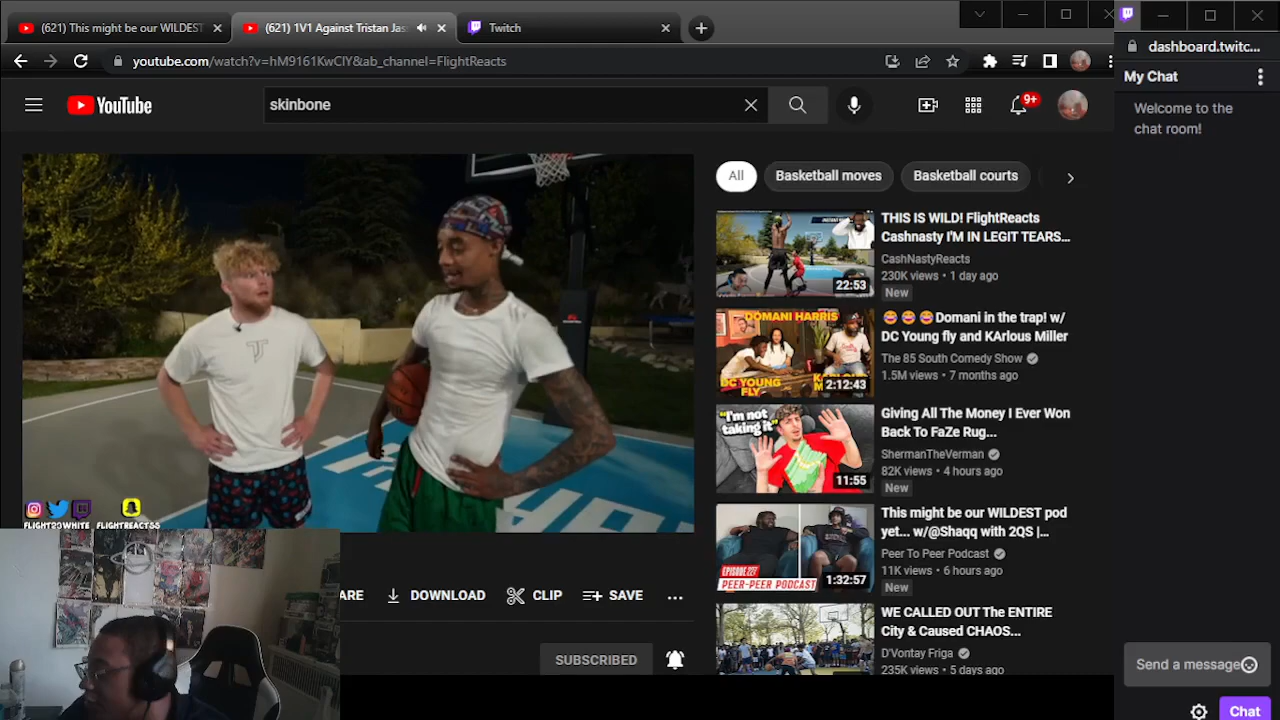 (621) This might be our WILDEST
(621) 1V1 Against Tristan Jas
Twitch
youtube.com/watch?v=hM9161KwCIY&ab_channel=FlightReacts
dashboard.twitc...
YouTube
skinbone
9+
My Chat
Welcome to the
chat room!
All
Basketball moves
Basketball courts
THIS IS WILD! FlightReacts
Cashnasty I'M IN LEGIT TEARS...
CashNastyReacts
230K views • 1 day ago
New
22:53
DOMANI HARRIS
DC YOUNG
FLY
2:12:43
Domani in the trap! w/
DC Young fly and KArlous Miller
The 85 South Comedy Show
1.5M views • 7 months ago
"I'm not
taking it"
11:55
Giving All The Money I Ever Won
Back To FaZe Rug...
ShermanTheVerman
82K views • 4 hours ago
New
EPISODE
PEER-PEER PODCAST
1:32:57
This might be our WILDEST pod
yet... w/@Shaqq with 2QS |...
Peer To Peer Podcast
11K views • 6 hours ago
New
WE CALLED OUT The ENTIRE
City & Caused CHAOS...
D'Vontay Friga
235K views • 5 days ago
FLIGHT23WHITE
FLIGHTREACTSS
ARE
DOWNLOAD
CLIP
SAVE
SUBSCRIBED
Send a message
Chat